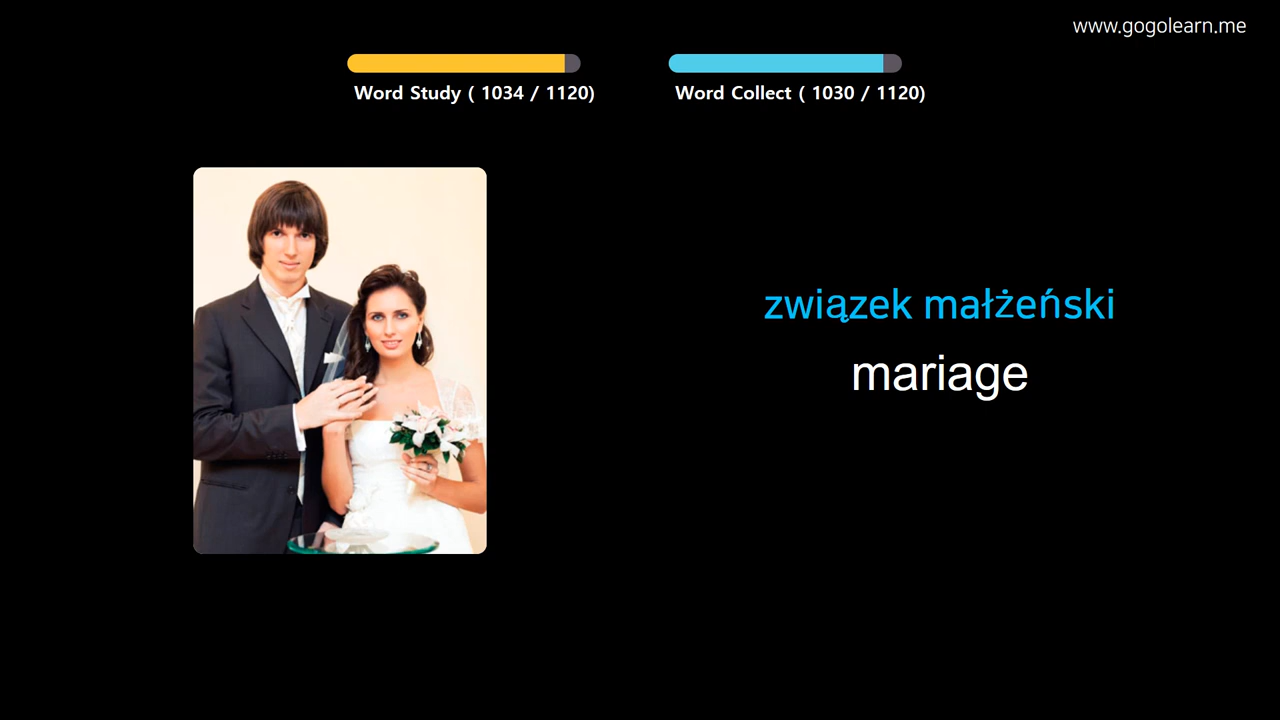 www.gogolearn.me
Word Study ( 1034 / 1120)
Word Collect ( 1030 / 1120)
związek małżeński
mariage